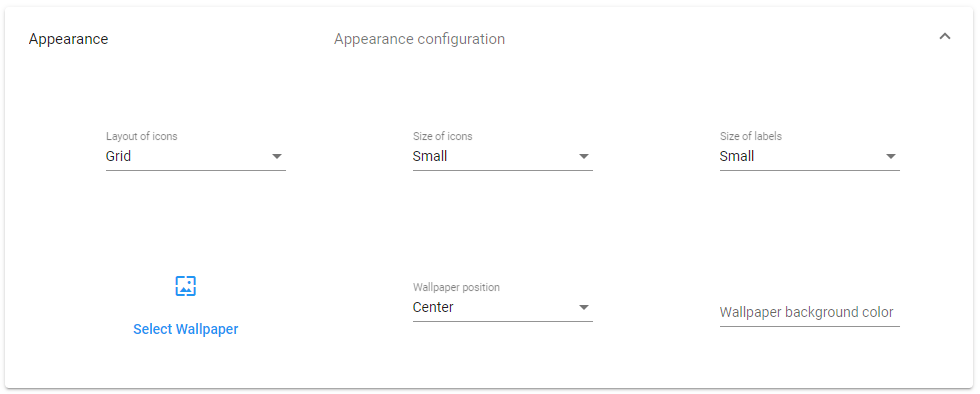 Appearance
Appearance configuration
Layout of icons
Size of icons
Size of labels
Grid
Small
Small
Wallpaper position
Center
Wallpaper background color
Select Wallpaper